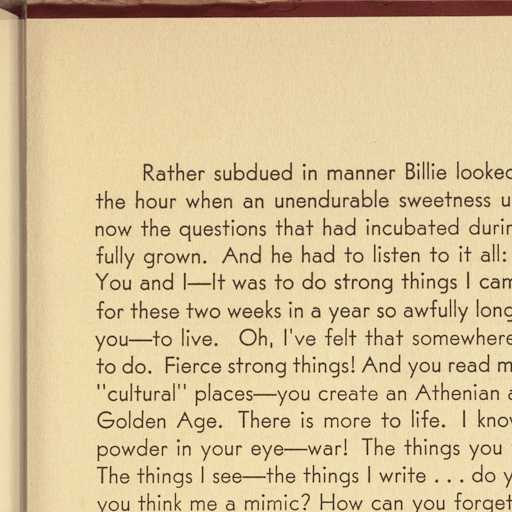 Rather subdued in manner Billie looked
the hour when an unendurable sweetness u
now the questions that had incubated durin
fully grown. And he had to listen to it all:
You and I—It was to do strong things I cam
for these two weeks in a year so awfully long
you—to live. Oh, I've felt that somewhere
to do. Fierce strong things! And you read m
"cultural" places—you create an Athenian a
Golden Age. There is more to life. I know
powder in your eye—war! The things you
The things I see—the things I write . . . do y
you think me a mimic? How can you forget